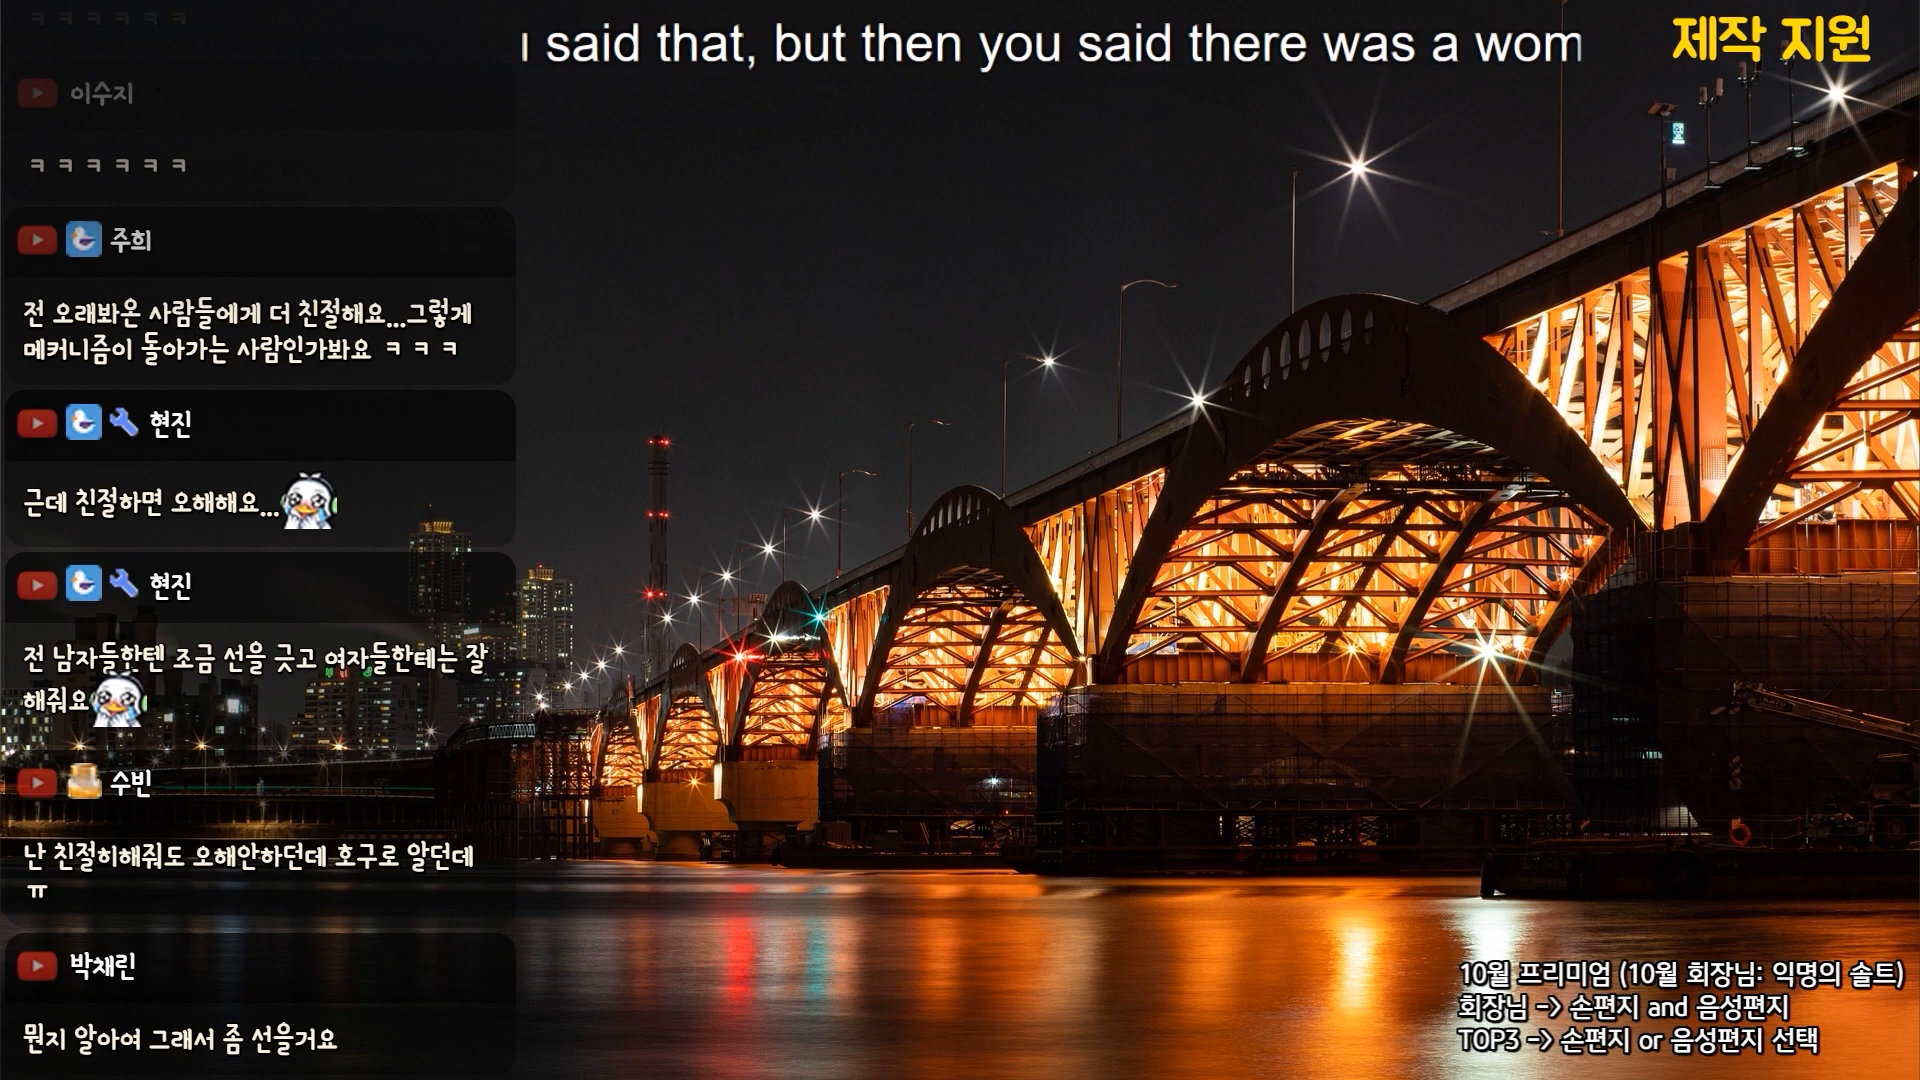 ㅋㅋㅋㅋㅋㅋ
이수지
ㅋㅋㅋㅋㅋㅋ
주희
전 오래봐온 사람들에게 더 친절해요...그렇게
메커니즘이 돌아가는 사람인가봐요 ㅋㅋㅋ
현진
근데 친절하면 오해해요...
현진
전 남자들한텐 조금 선을 긋고 여자들한테는 잘
해줘요
수빈
난 친절히해줘도 오해안하던데 호구로 알던데
ㅠ
박채린
뭔지 알아여 그래서 좀 선을거요
said that, but then you said there was a wom
제작 지원
10월 프리미엄 (10월 회장님: 익명의 솔트)
회장님 -> 손편지 and 음성편지
TOP3 -> 손편지 or 음성편지 선택